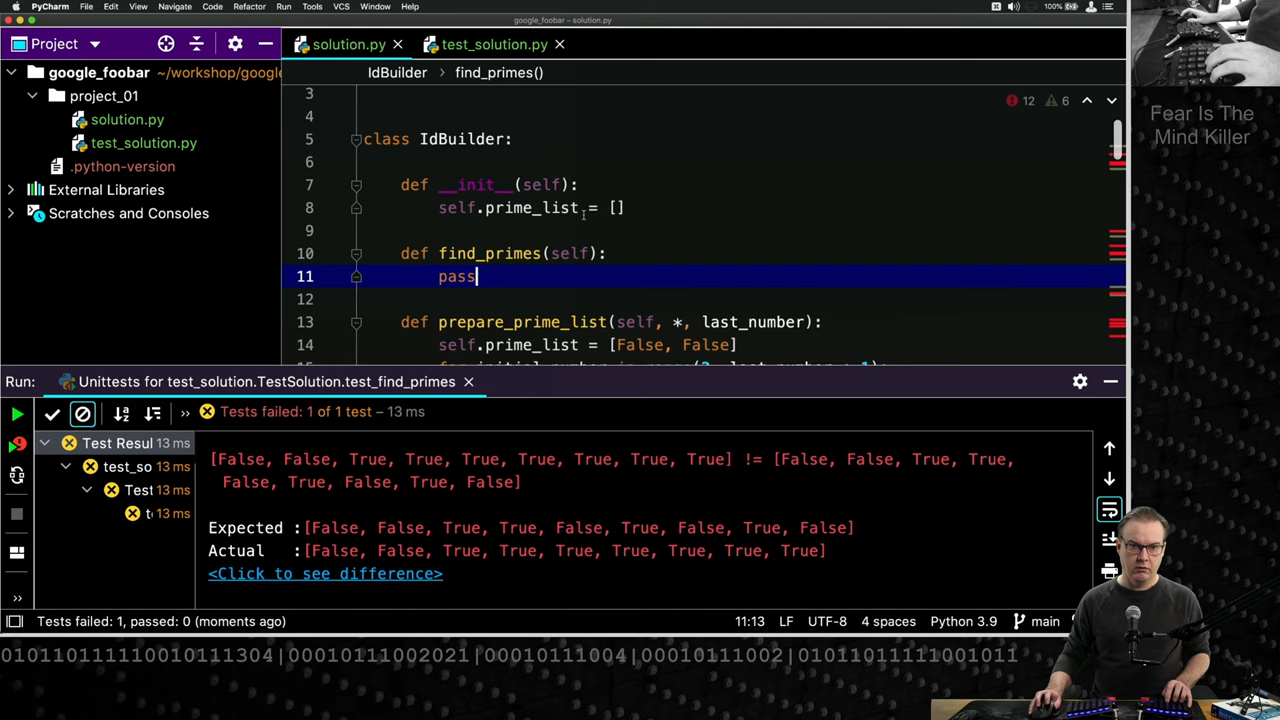 PyCharm File Edit View Navigate Code Refactor Run Tools VCS Window Help 100%
google_foobar – solution.py
Project
solution.py
test_solution.py
google_foobar ~/workshop/google
IdBuilder find_primes()
project_01
solution.py
test_solution.py
.python-version
External Libraries
Scratches and Consoles
12 6
3
4
5 class IdBuilder:
6
7 def __init__(self):
8 self.prime_list = []
9
10 def find_primes(self):
11 pass
12
13 def prepare_prime_list(self, *, last_number):
14 self.prime_list = [False, False]
Fear Is The
Mind Killer
Run: Unittests for test_solution.TestSolution.test_find_primes
Tests failed: 1 of 1 test – 13 ms
Test Resul 13 ms
test_so 13 ms
Test 13 ms
t 13 ms
[False, False, True, True, True, True, True, True, True] != [False, False, True, True,
False, True, False, True, False]
Expected :[False, False, True, True, False, True, False, True, False]
Actual :[False, False, True, True, True, True, True, True, True]
<Click to see difference>
Tests failed: 1, passed: 0 (moments ago)
11:13 LF UTF-8 4 spaces Python 3.9 main
010110111110010111304|00010111002021|00010111004|00010111002|01011011111001011